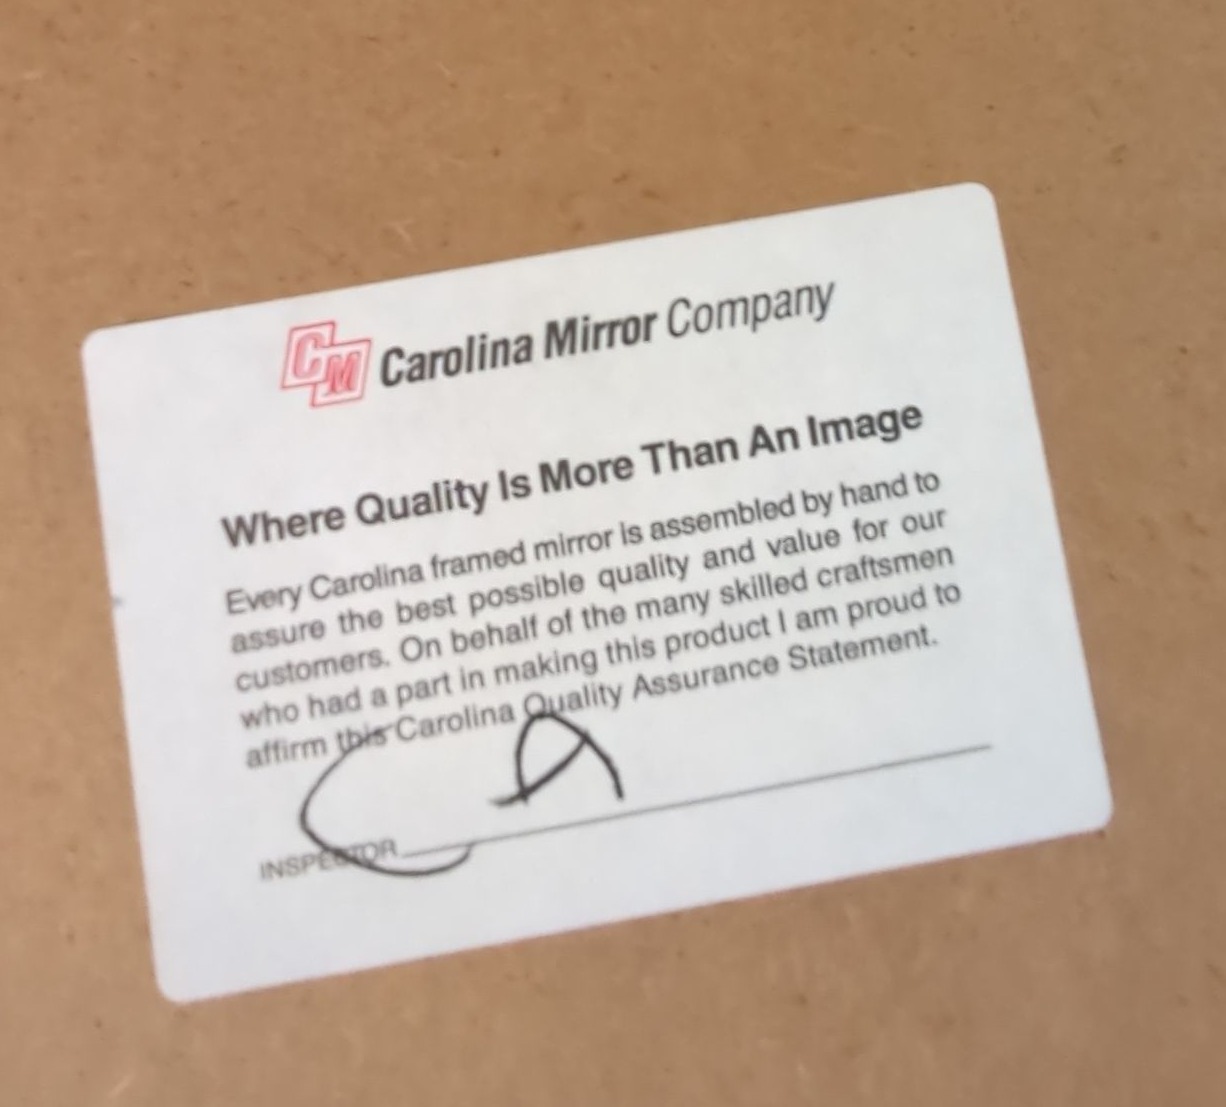 CM Carolina Mirror Company
Where Quality Is More Than An Image
Every Carolina framed mirror is assembled by hand to
assure the best possible quality and value for our
customers. On behalf of the many skilled craftsmen
who had a part in making this product I am proud to
affirm this Carolina Quality Assurance Statement.
INSPECTOR